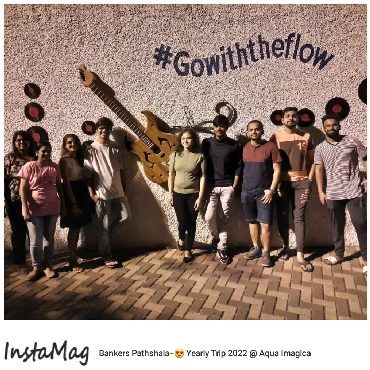 #Gowiththeflow
InstaMag
Bankers Pathshala-😍 Yearly Trip 2022 @ Aqua Imagica